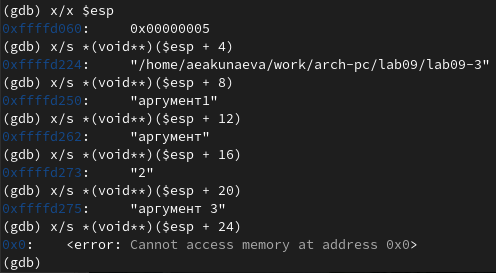 (gdb) x/x $esp
0xffffd060: 0x00000005
(gdb) x/s *(void**)($esp + 4)
0xffffd224: "/home/aeakunaeva/work/arch-pc/lab09/lab09-3"
(gdb) x/s *(void**)($esp + 8)
0xffffd250: "аргумент1"
(gdb) x/s *(void**)($esp + 12)
0xffffd262: "аргумент"
(gdb) x/s *(void**)($esp + 16)
0xffffd273: "2"
(gdb) x/s *(void**)($esp + 20)
0xffffd275: "аргумент 3"
(gdb) x/s *(void**)($esp + 24)
0x0: <error: Cannot access memory at address 0x0>
(gdb)